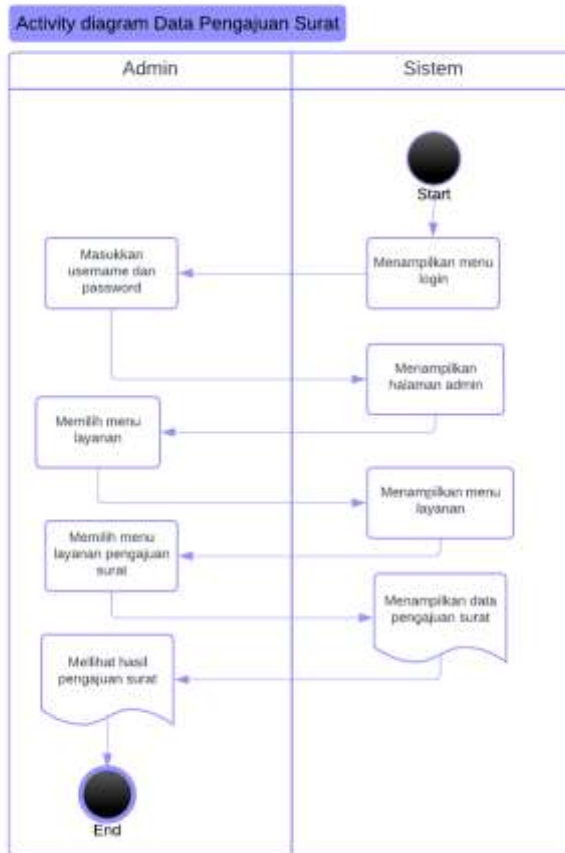 Activity diagram Data Pengajuan Surat
Admin
Sistem
Start
Menampilkan menu
login
Masukkan
username dan
password
Menampilkan
halaman admin
Memilih menu
layanan
Menampilkan menu
layanan
Memilih menu
layanan pengajuan
surat
Menampilkan data
pengajuan surat
Mellihat hasil
pengajuan surat
End